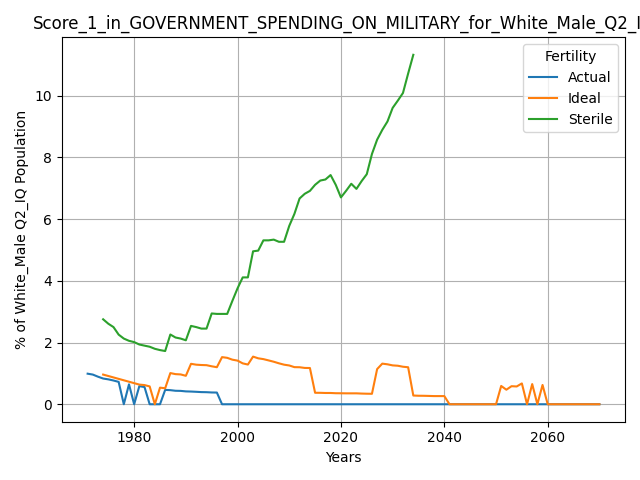 Score_1_in_GOVERNMENT_SPENDING_ON_MILITARY_for_White_Male_Q2_I
Fertility
Actual
Ideal
Sterile
% of White_Male Q2_IQ Population
10
8
6
4
2
0
1980 2000 2020 2040 2060
Years